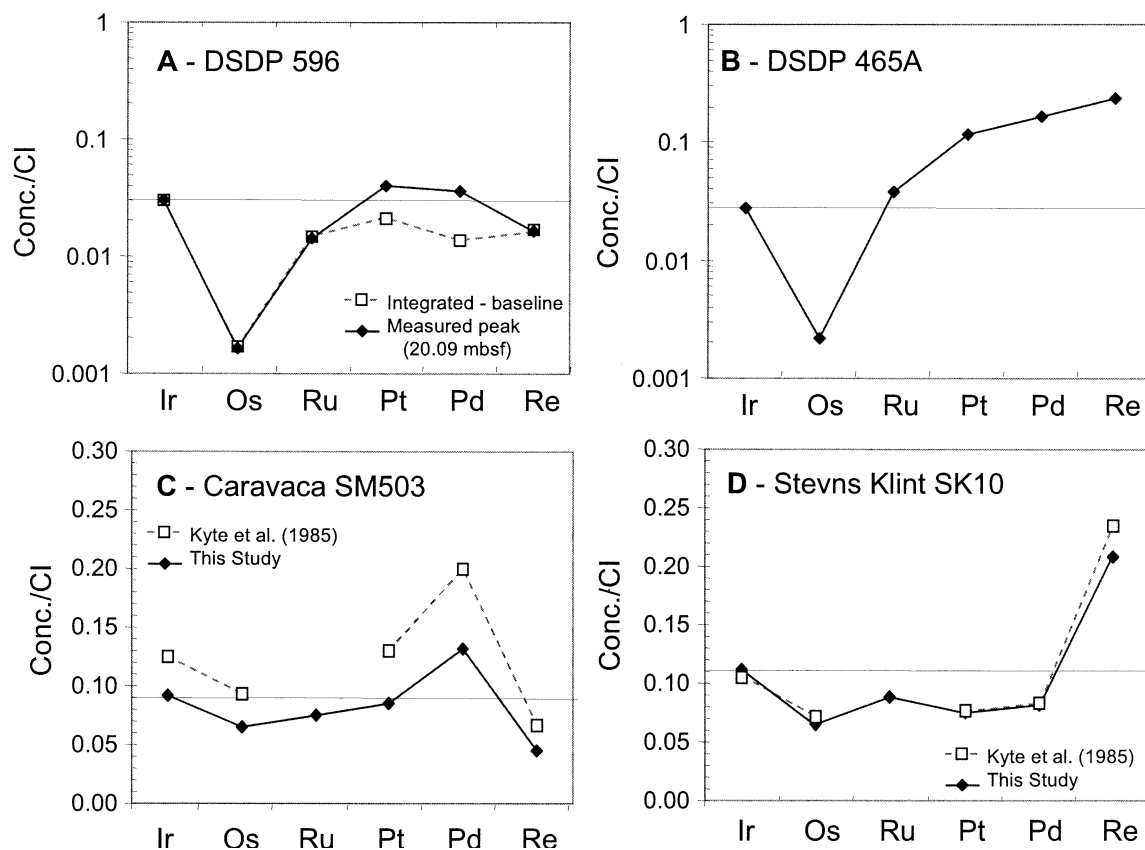 A - DSDP 596
Conc./CI
1
0.1
0.01
0.001
Integrated - baseline
Measured peak
(20.09 mbsf)
Ir Os Ru Pt Pd Re
B - DSDP 465A
Conc./CI
1
0.1
0.01
0.001
Ir Os Ru Pt Pd Re
C - Caravaca SM503
Conc./CI
0.30
0.25
0.20
0.15
0.10
0.05
0.00
Kyte et al. (1985)
This Study
Ir Os Ru Pt Pd Re
D - Stevns Klint SK10
Conc./CI
0.30
0.25
0.20
0.15
0.10
0.05
0.00
Kyte et al. (1985)
This Study
Ir Os Ru Pt Pd Re